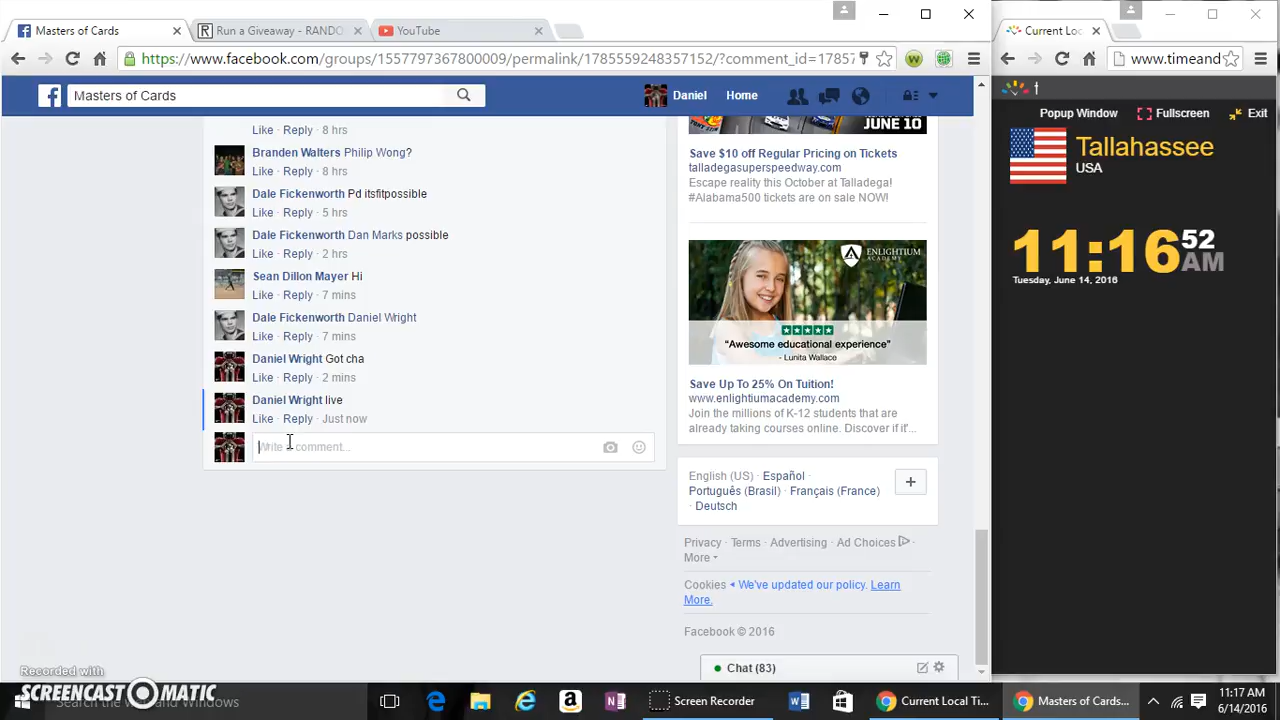 Masters of Cards
Run a Giveaway - RANDO
YouTube
Current Loc
https://www.facebook.com/groups/1557797367800009/permalink/1785559248357152/?comment_id=17857
www.timeand
Masters of Cards
Daniel
Home
Popup Window
Fullscreen
Exit
Like · Reply · 8 hrs
Branden Walters Philip Wong?
Like · Reply · 8 hrs
Dale Fickenworth Pd itsfitpossible
Like · Reply · 5 hrs
Dale Fickenworth Dan Marks possible
Like · Reply · 2 hrs
Sean Dillon Mayer Hi
Like · Reply · 7 mins
Dale Fickenworth Daniel Wright
Like · Reply · 7 mins
Daniel Wright Got cha
Like · Reply · 2 mins
Daniel Wright live
Like · Reply · Just now
Write a comment...
JUNE 10
Save $10 off Regular Pricing on Tickets
talladegasuperspeedway.com
Escape reality this October at Talladega!
#Alabama500 tickets are on sale NOW!
ENLIGHTIUM
ACADEMY
“Awesome educational experience”
- Lunita Wallace
Save Up To 25% On Tuition!
www.enlightiumacademy.com
Join the millions of K-12 students that are
already taking courses online. Discover if it'...
English (US) · Español ·
Português (Brasil) · Français (France)
· Deutsch
Privacy · Terms · Advertising · Ad Choices ·
More
Cookies We've updated our policy. Learn
More.
Facebook © 2016
Chat (83)
Tallahassee
USA
11:16 52
AM
Tuesday, June 14, 2016
Recorded with
SCREENCAST-O-MATIC
Search the web and Windows
Screen Recorder
Current Local Ti...
Masters of Cards...
11:17 AM
6/14/2016